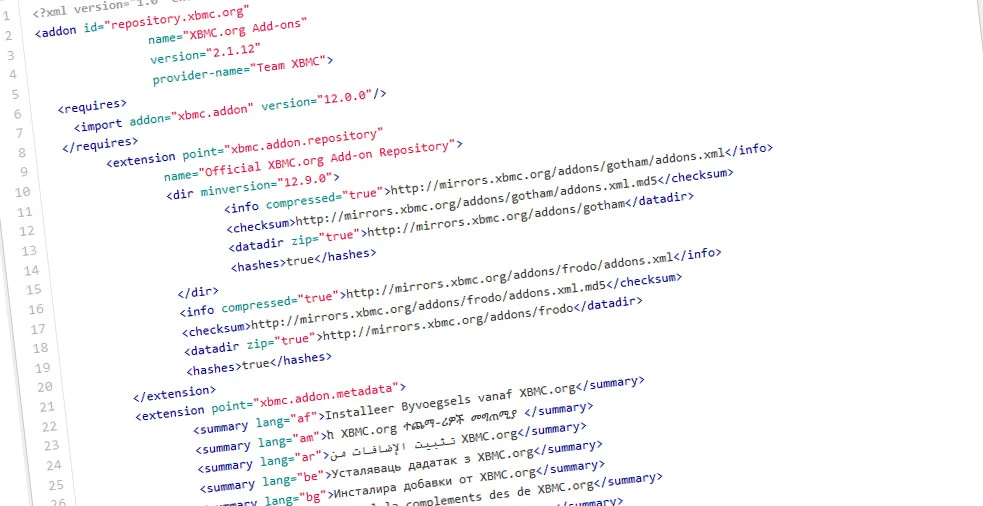 1 <?xml version="1.0"
2 <addon id="repository.xbmc.org"
3 name="XBMC.org Add-ons"
4 version="2.1.12"
5 provider-name="Team XBMC">
6 <requires>
7 <import addon="xbmc.addon" version="12.0.0"/>
8 </requires>
9 <extension point="xbmc.addon.repository"
10 name="Official XBMC.org Add-on Repository">
11 <dir minversion="12.9.0">
12 <info compressed="true">http://mirrors.xbmc.org/addons/gotham/addons.xml</info>
13 <checksum>http://mirrors.xbmc.org/addons/gotham/addons.xml.md5</checksum>
14 <datadir zip="true">http://mirrors.xbmc.org/addons/gotham</datadir>
15 <hashes>true</hashes>
16 </dir>
17 <info compressed="true">http://mirrors.xbmc.org/addons/frodo/addons.xml</info>
18 <checksum>http://mirrors.xbmc.org/addons/frodo/addons.xml.md5</checksum>
19 <datadir zip="true">http://mirrors.xbmc.org/addons/frodo</datadir>
20 <hashes>true</hashes>
21 </extension>
22 <extension point="xbmc.addon.metadata">
23 <summary lang="af">Installeer Byvoegsels vanaf XBMC.org</summary>
24 <summary lang="am">ከ XBMC.org ተጨማ-ሪዎች መግጠሚያ </summary>
25 <summary lang="ar">تثبيت الإضافات من XBMC.org</summary>
26 <summary lang="be">Усталяваць дадатак з XBMC.org</summary>
<summary lang="bg">Инсталира добавки от XBMC.org</summary>
la complements des de XBMC.org</summary>
</summary>